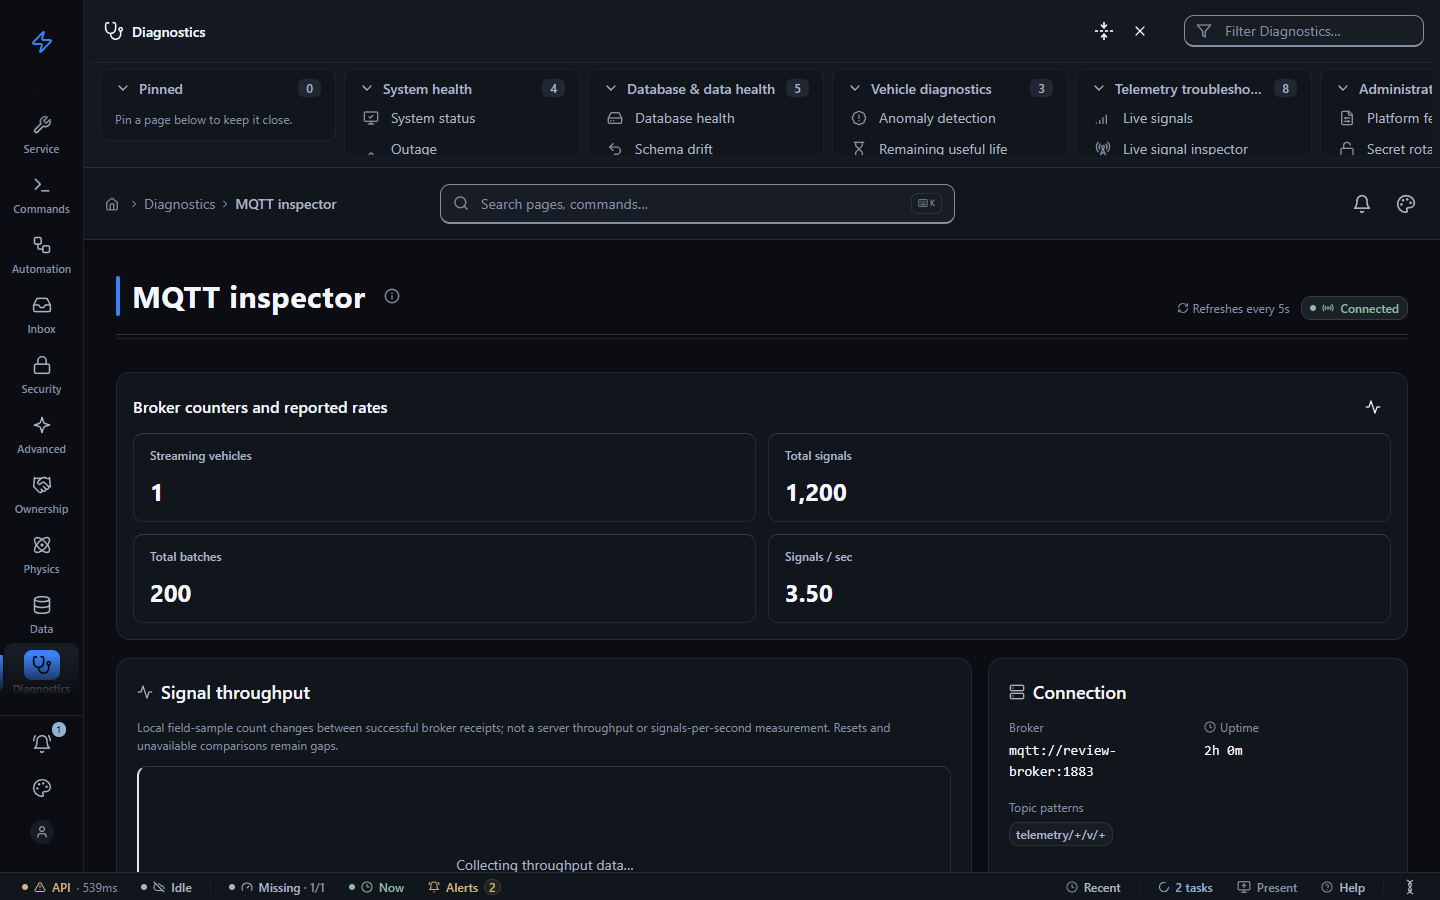 Diagnostics
Filter Diagnostics...
Pinned 0
Pin a page below to keep it close.
System health 4
System status
Outage
Database & data health 5
Database health
Schema drift
Vehicle diagnostics 3
Anomaly detection
Remaining useful life
Telemetry troublesho... 8
Live signals
Live signal inspector
Administrat
Platform fe
Secret rota
Service
Commands
Automation
Inbox
Security
Advanced
Ownership
Physics
Data
Diagnostics
1
Diagnostics
MQTT inspector
Search pages, commands...
K
MQTT inspector
Refreshes every 5s
Connected
Broker counters and reported rates
Streaming vehicles
1
Total signals
1,200
Total batches
200
Signals / sec
3.50
Signal throughput
Local field-sample count changes between successful broker receipts; not a server throughput or signals-per-second measurement. Resets and
unavailable comparisons remain gaps.
Collecting throughput data...
Connection
Broker
mqtt://review-
broker:1883
Uptime
2h 0m
Topic patterns
telemetry/+/v/+
API · 539ms
Idle
Missing · 1/1
Now
Alerts 2
Recent
2 tasks
Present
Help